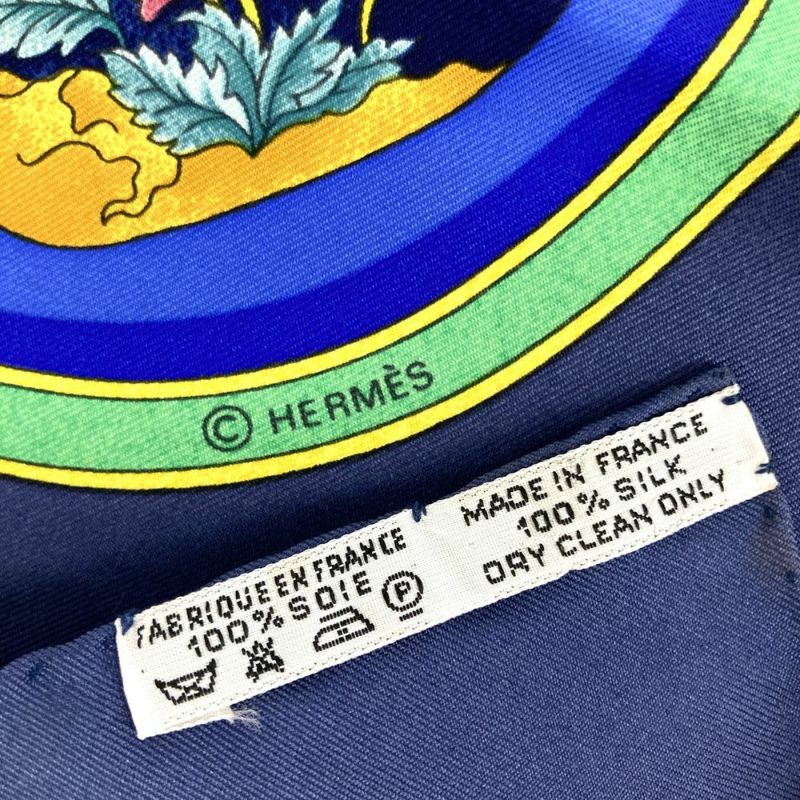 © HERMÈS
FABRIQUE EN FRANCE
100% SOIE
P
MADE IN FRANCE
100% SILK
DRY CLEAN ONLY